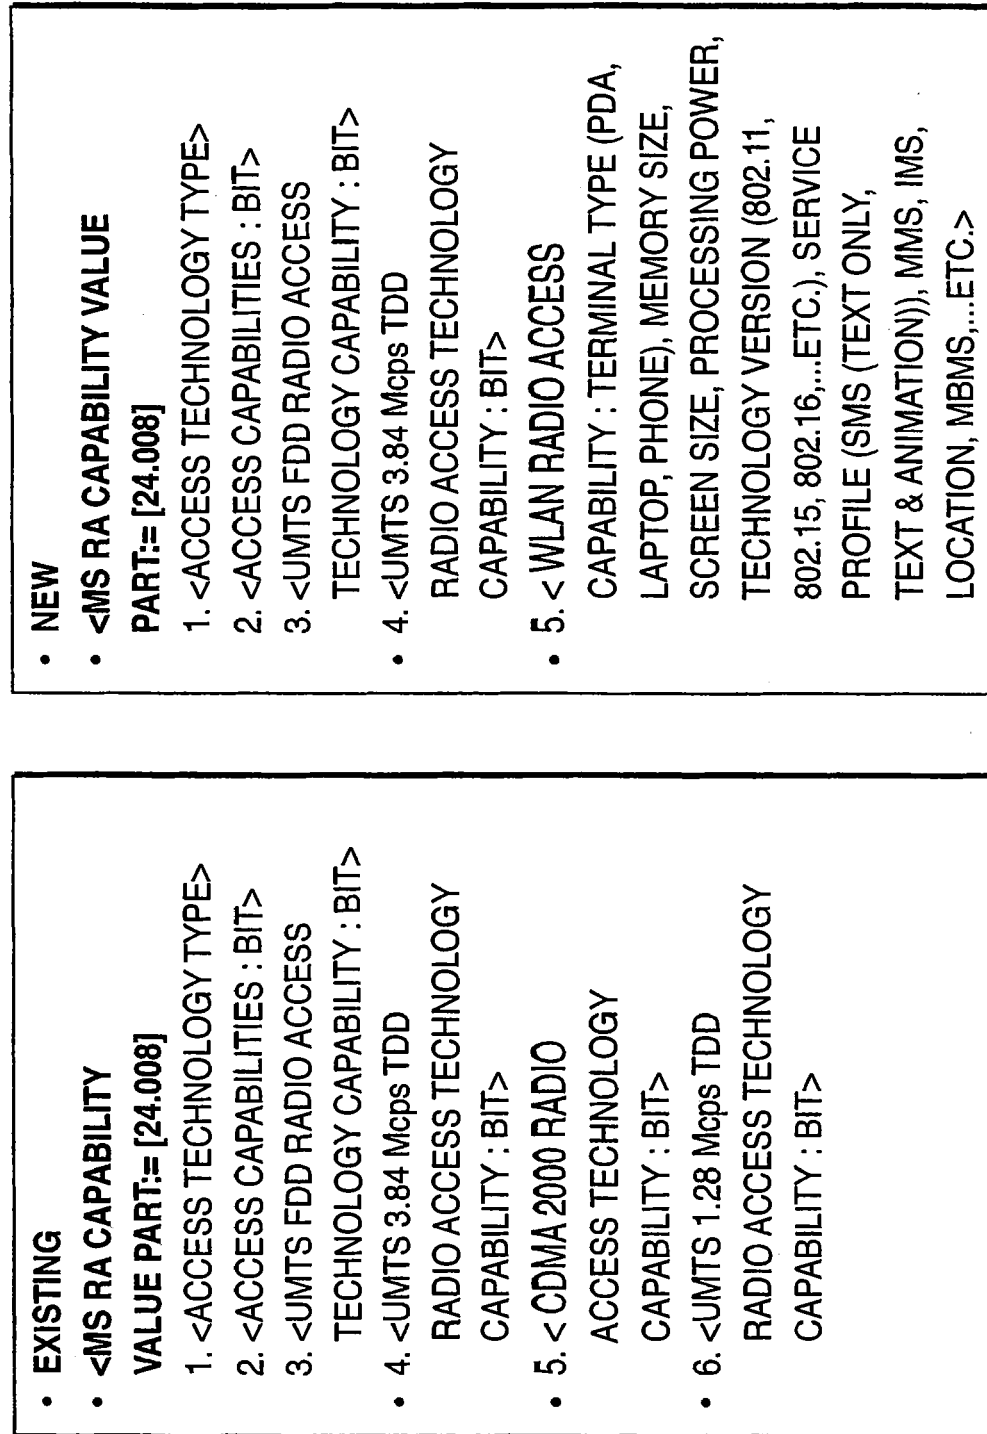 • EXISTING
• <MS RA CAPABILITY
VALUE PART:= [24.008]
1. <ACCESS TECHNOLOGY TYPE>
2. <ACCESS CAPABILITIES : BIT>
3. <UMTS FDD RADIO ACCESS
TECHNOLOGY CAPABILITY : BIT>
• 4. <UMTS 3.84 Mcps TDD
RADIO ACCESS TECHNOLOGY
CAPABILITY : BIT>
• 5. < CDMA 2000 RADIO
ACCESS TECHNOLOGY
CAPABILITY : BIT>
• 6. <UMTS 1.28 Mcps TDD
RADIO ACCESS TECHNOLOGY
CAPABILITY : BIT>
• NEW
• <MS RA CAPABILITY VALUE
PART:= [24.008]
1. <ACCESS TECHNOLOGY TYPE>
2. <ACCESS CAPABILITIES : BIT>
3. <UMTS FDD RADIO ACCESS
TECHNOLOGY CAPABILITY : BIT>
• 4. <UMTS 3.84 Mcps TDD
RADIO ACCESS TECHNOLOGY
CAPABILITY : BIT>
• 5. < WLAN RADIO ACCESS
CAPABILITY : TERMINAL TYPE (PDA,
LAPTOP, PHONE), MEMORY SIZE,
SCREEN SIZE, PROCESSING POWER,
TECHNOLOGY VERSION (802.11,
802.15, 802.16,...ETC.), SERVICE
PROFILE (SMS (TEXT ONLY,
TEXT & ANIMATION)), MMS, IMS,
LOCATION, MBMS,...ETC.>